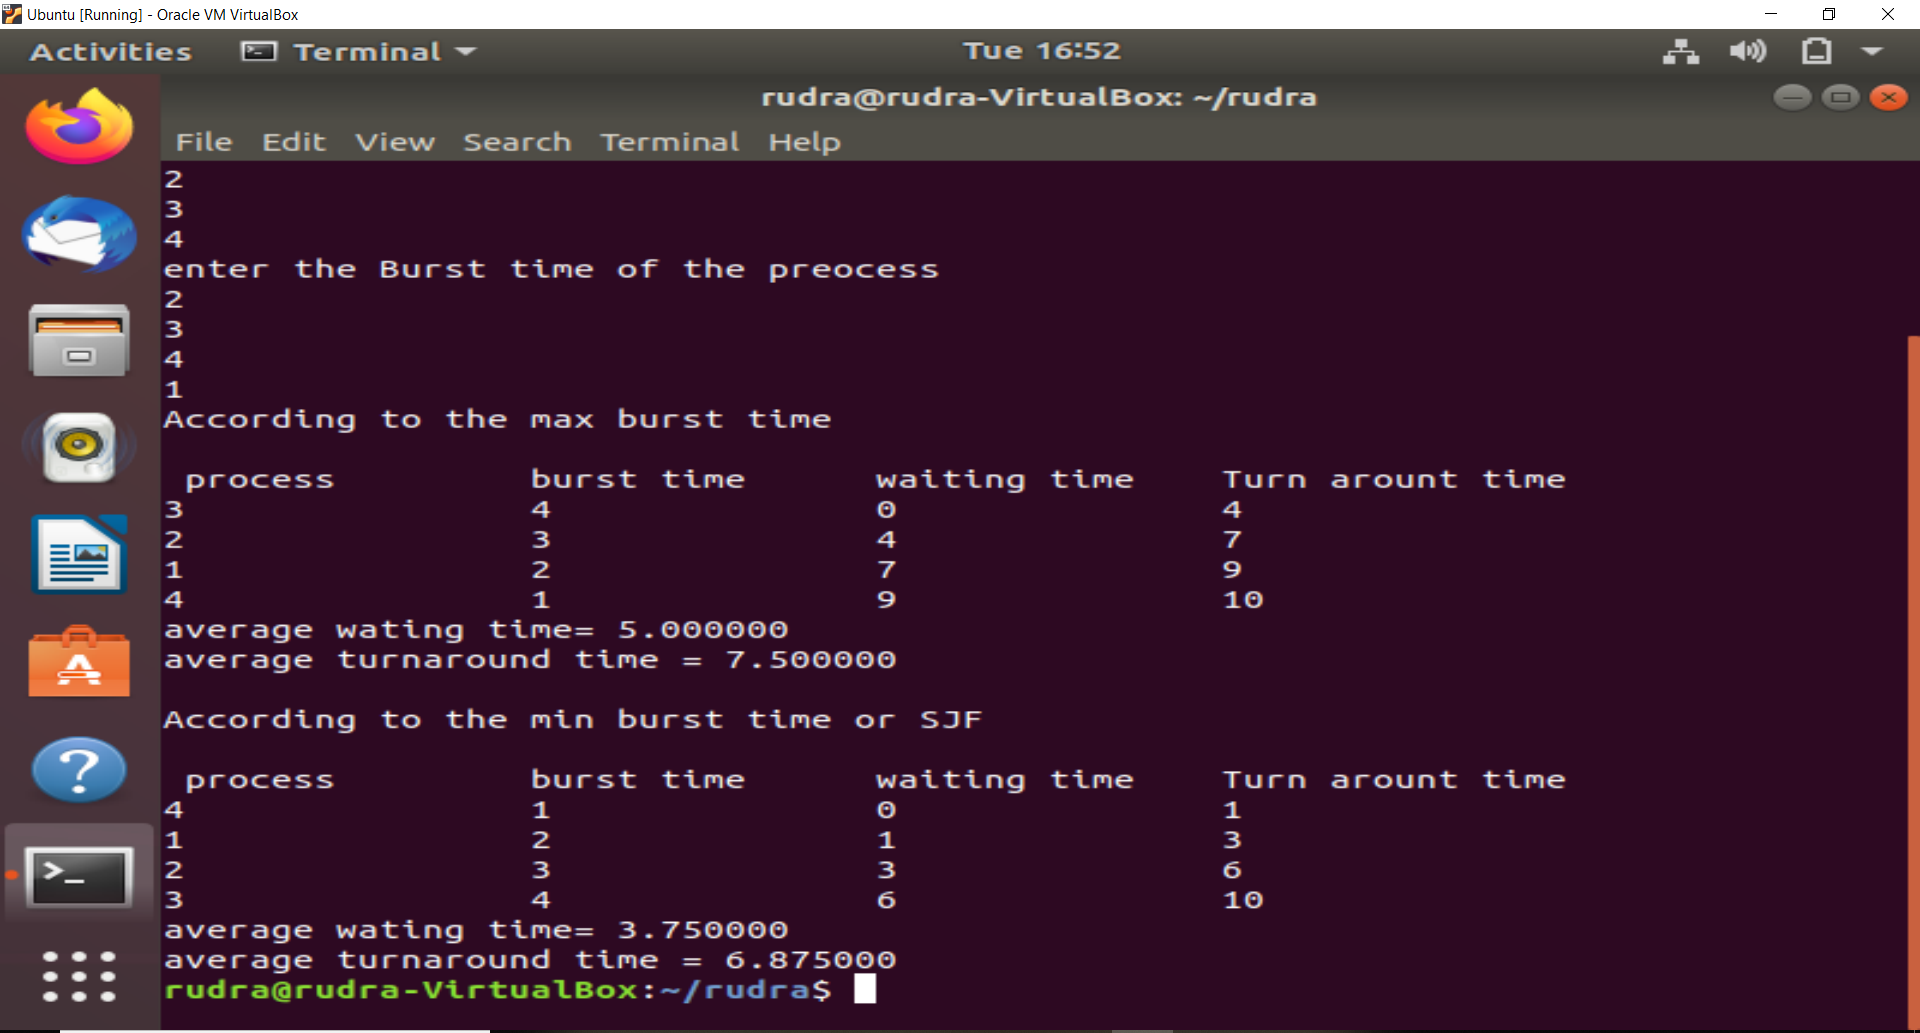 Ubuntu [Running] - Oracle VM VirtualBox
Activities Terminal Tue 16:52
rudra@rudra-VirtualBox: ~/rudra
File Edit View Search Terminal Help
2
3
4
enter the Burst time of the preocess
2
3
4
1
According to the max burst time
process burst time waiting time Turn arount time
3 4 0 4
2 3 4 7
1 2 7 9
4 1 9 10
average wating time= 5.000000
average turnaround time = 7.500000
According to the min burst time or SJF
process burst time waiting time Turn arount time
4 1 0 1
1 2 1 3
2 3 3 6
3 4 6 10
average wating time= 3.750000
average turnaround time = 6.875000
rudra@rudra-VirtualBox:~/rudra$